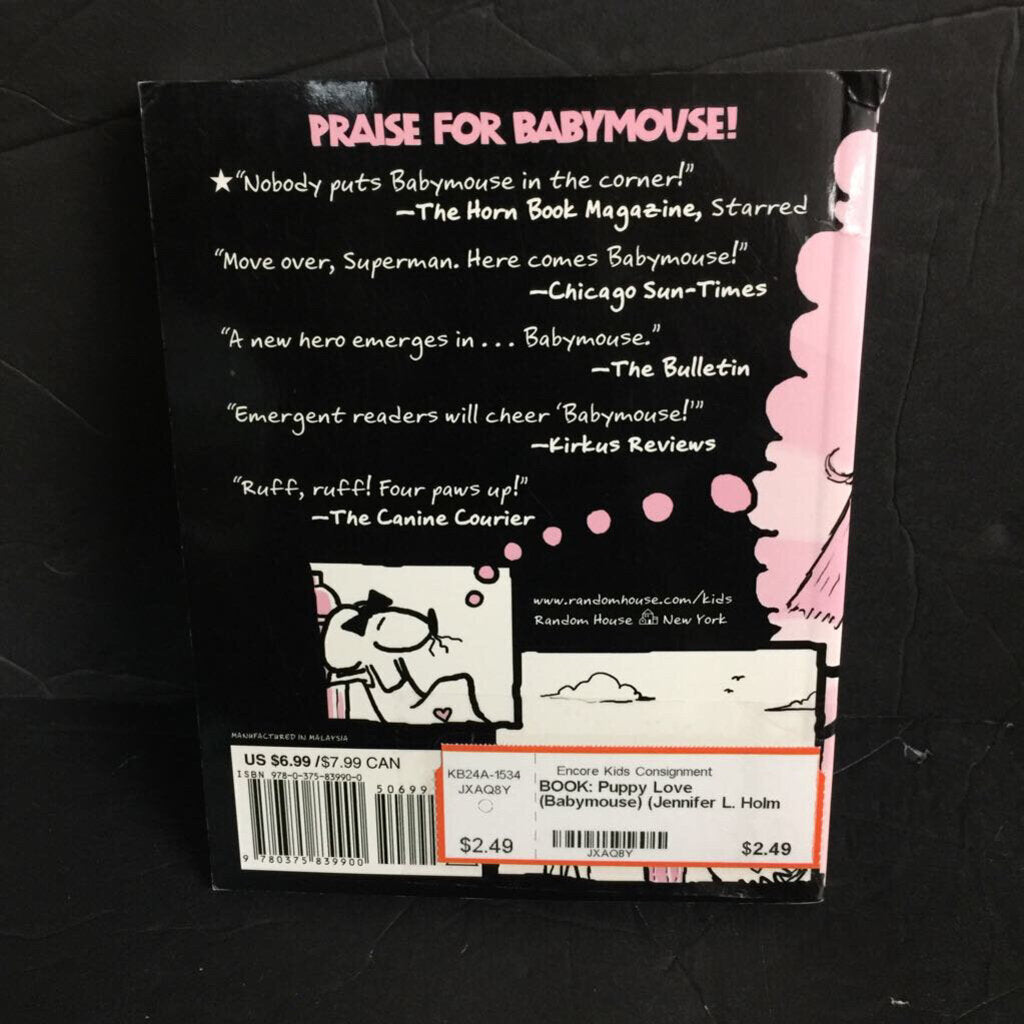 PRAISE FOR BABYMOUSE!
★"Nobody puts Babymouse in the corner!"
—The Horn Book Magazine, Starred
"Move over, Superman. Here comes Babymouse!"
—Chicago Sun-Times
"A new hero emerges in... Babymouse."
—The Bulletin
"Emergent readers will cheer 'Babymouse!'"
—Kirkus Reviews
"Ruff, ruff! Four paws up!"
—The Canine Courier
www.randomhouse.com/kids
Random House New York
MANUFACTURED IN MALAYSIA
US $6.99 /$7.99 CAN
ISBN 978-0-375-83990-0
50699
9 780375 839900
KB24A-1534
JXAQ8Y
$2.49
Encore Kids Consignment
BOOK: Puppy Love
(Babymouse) (Jennifer L. Holm
JXAQ8Y
$2.49